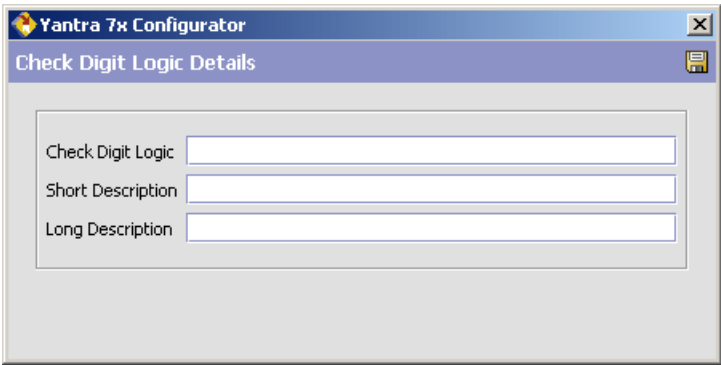 Yantra 7x Configurator
Check Digit Logic Details
Check Digit Logic
Short Description
Long Description